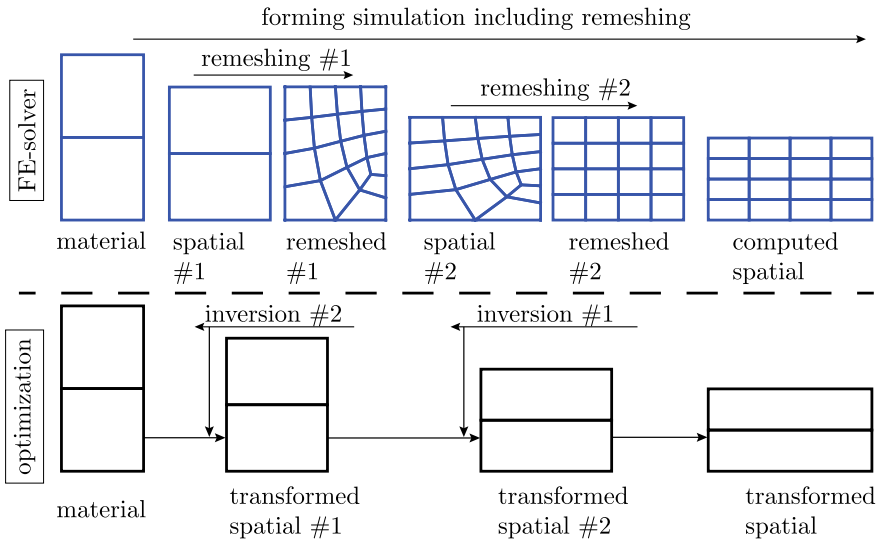 forming simulation including remeshing
remeshing #1
remeshing #2
FE-solver
material
spatial
#1
remeshed
#1
spatial
#2
remeshed
#2
computed
spatial
inversion #2
inversion #1
optimization
material
transformed
spatial #1
transformed
spatial #2
transformed
spatial